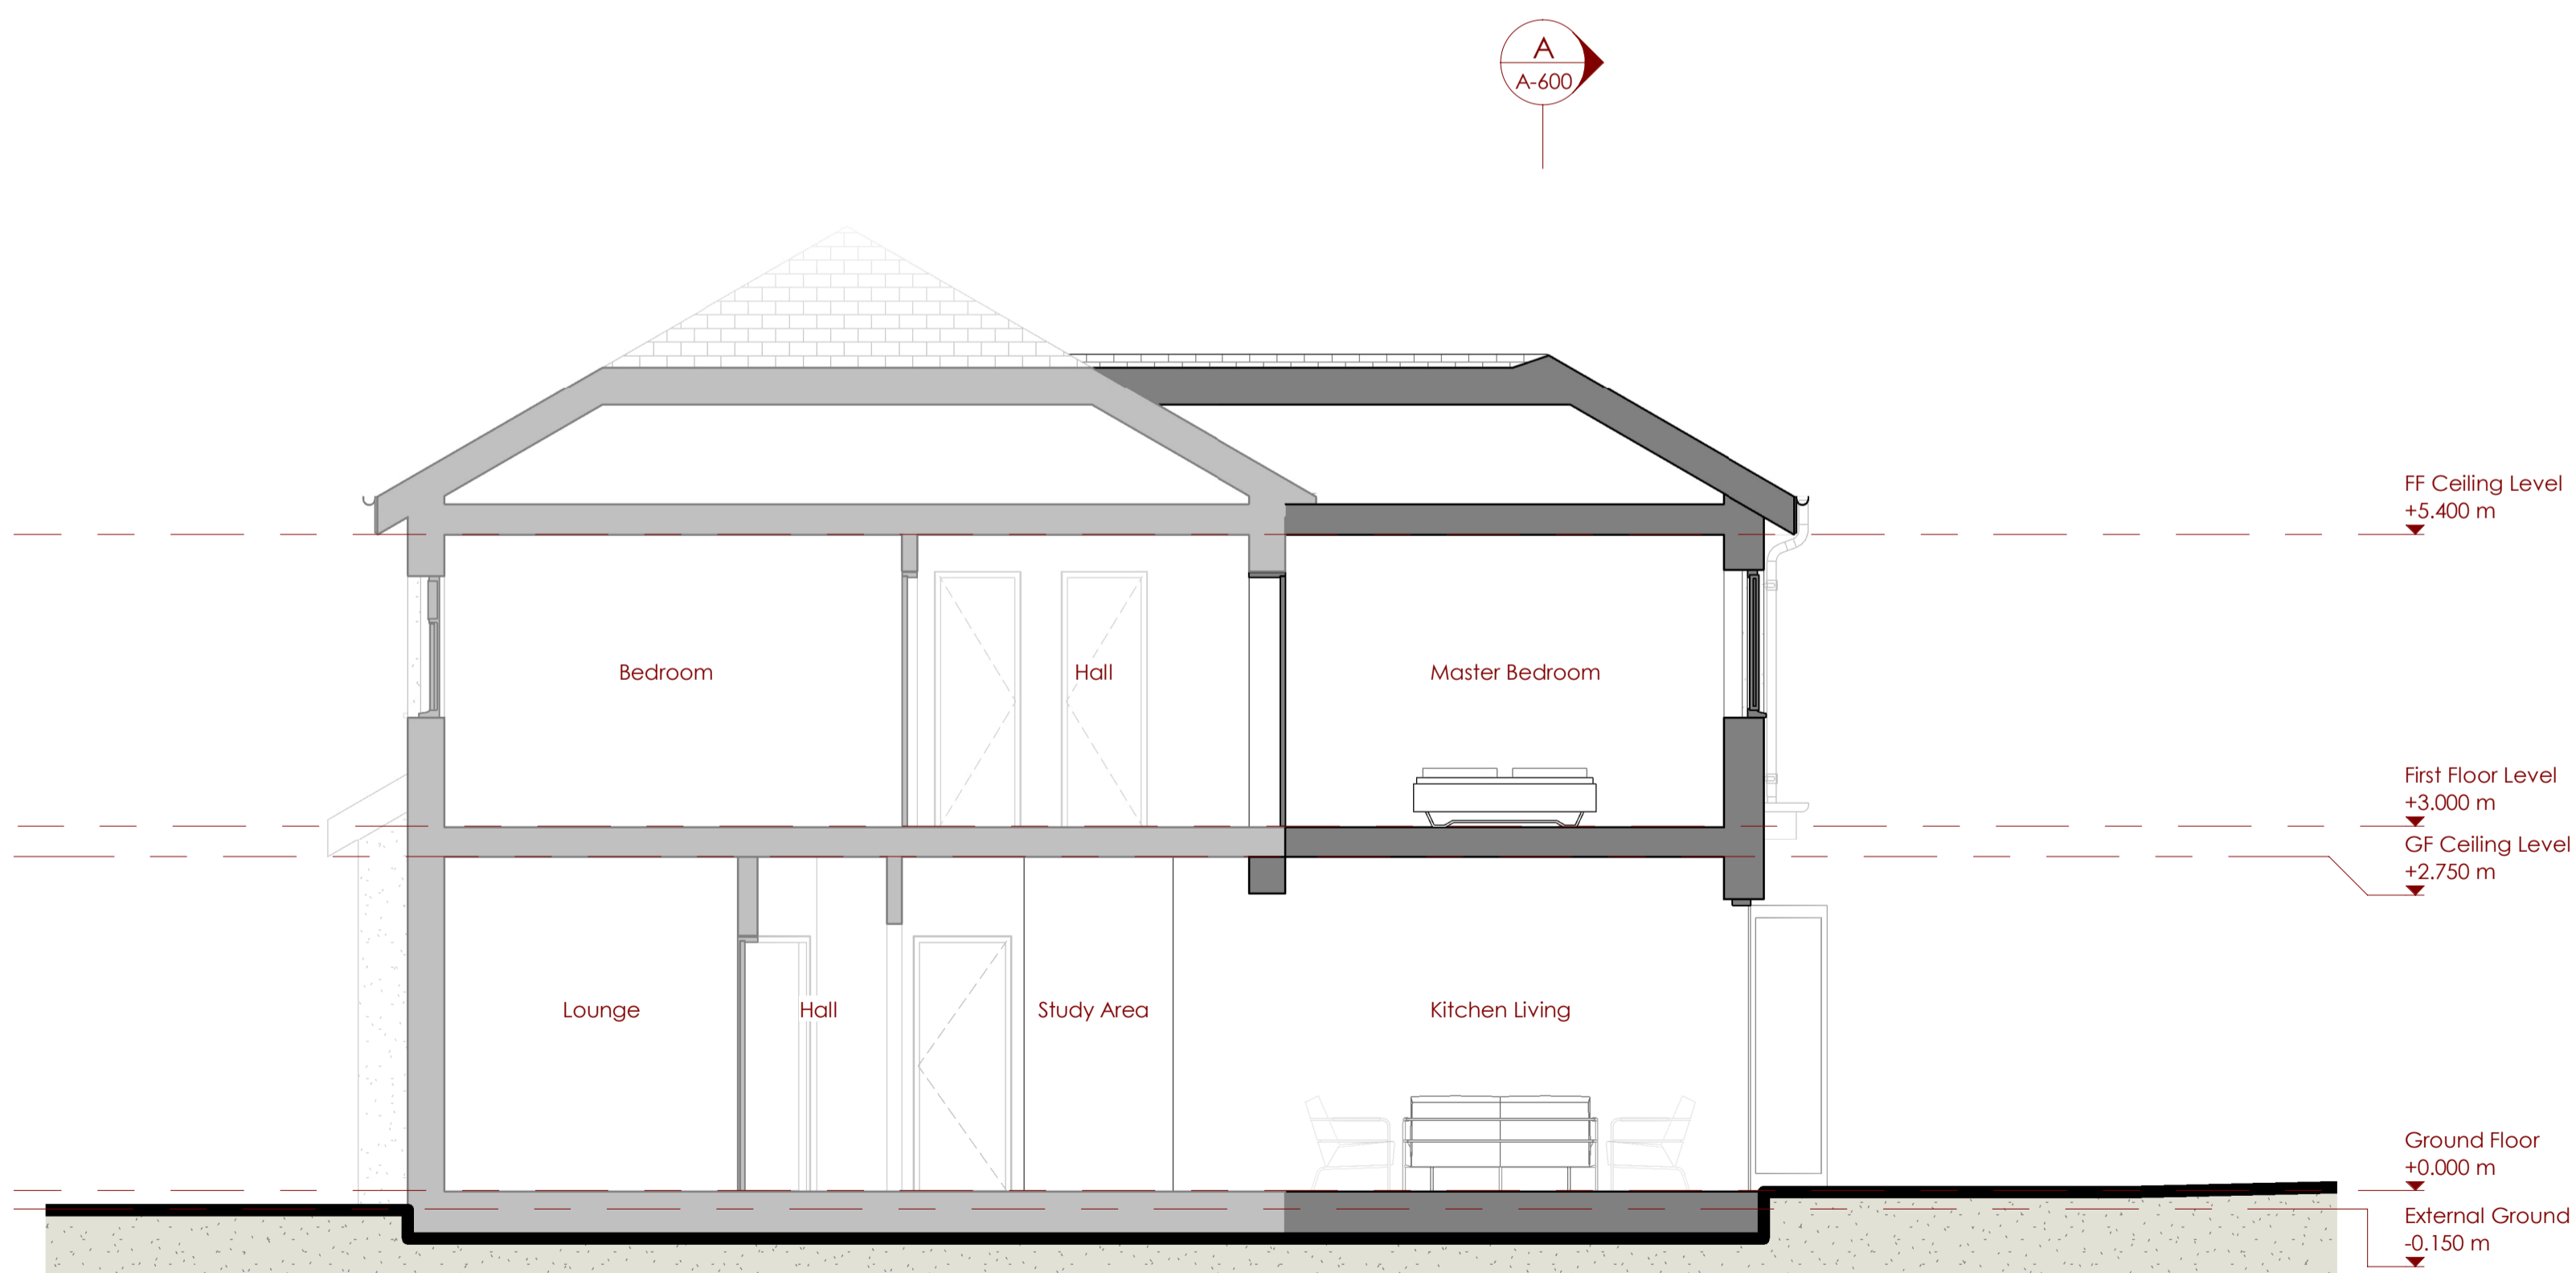 A
A-600
FF Ceiling Level
+5.400 m
Bedroom
Hall
Master Bedroom
First Floor Level
+3.000 m
GF Ceiling Level
+2.750 m
Lounge
Hall
Study Area
Kitchen Living
Ground Floor
+0.000 m
External Ground
-0.150 m